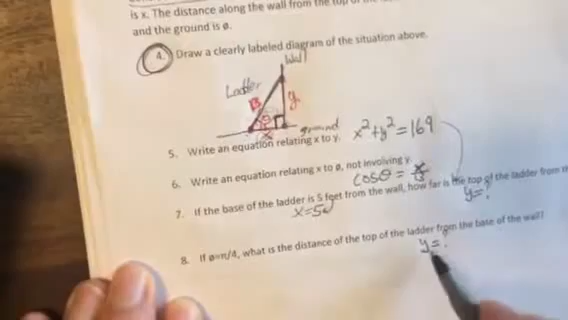 is x. The distance along the wall from the top of the
and the ground is ø.
4. Draw a clearly labeled diagram of the situation above.
Wall
Ladder
13
y
θ
x
ground
5. Write an equation relating x to y. x²+y²=169
6. Write an equation relating x to ø, not involving y.
cosθ = x/13
7. If the base of the ladder is 5 feet from the wall, how far is the top of the ladder from the
x=5
y=?
8. If ø=π/4, what is the distance of the top of the ladder from the base of the wall?
y=?